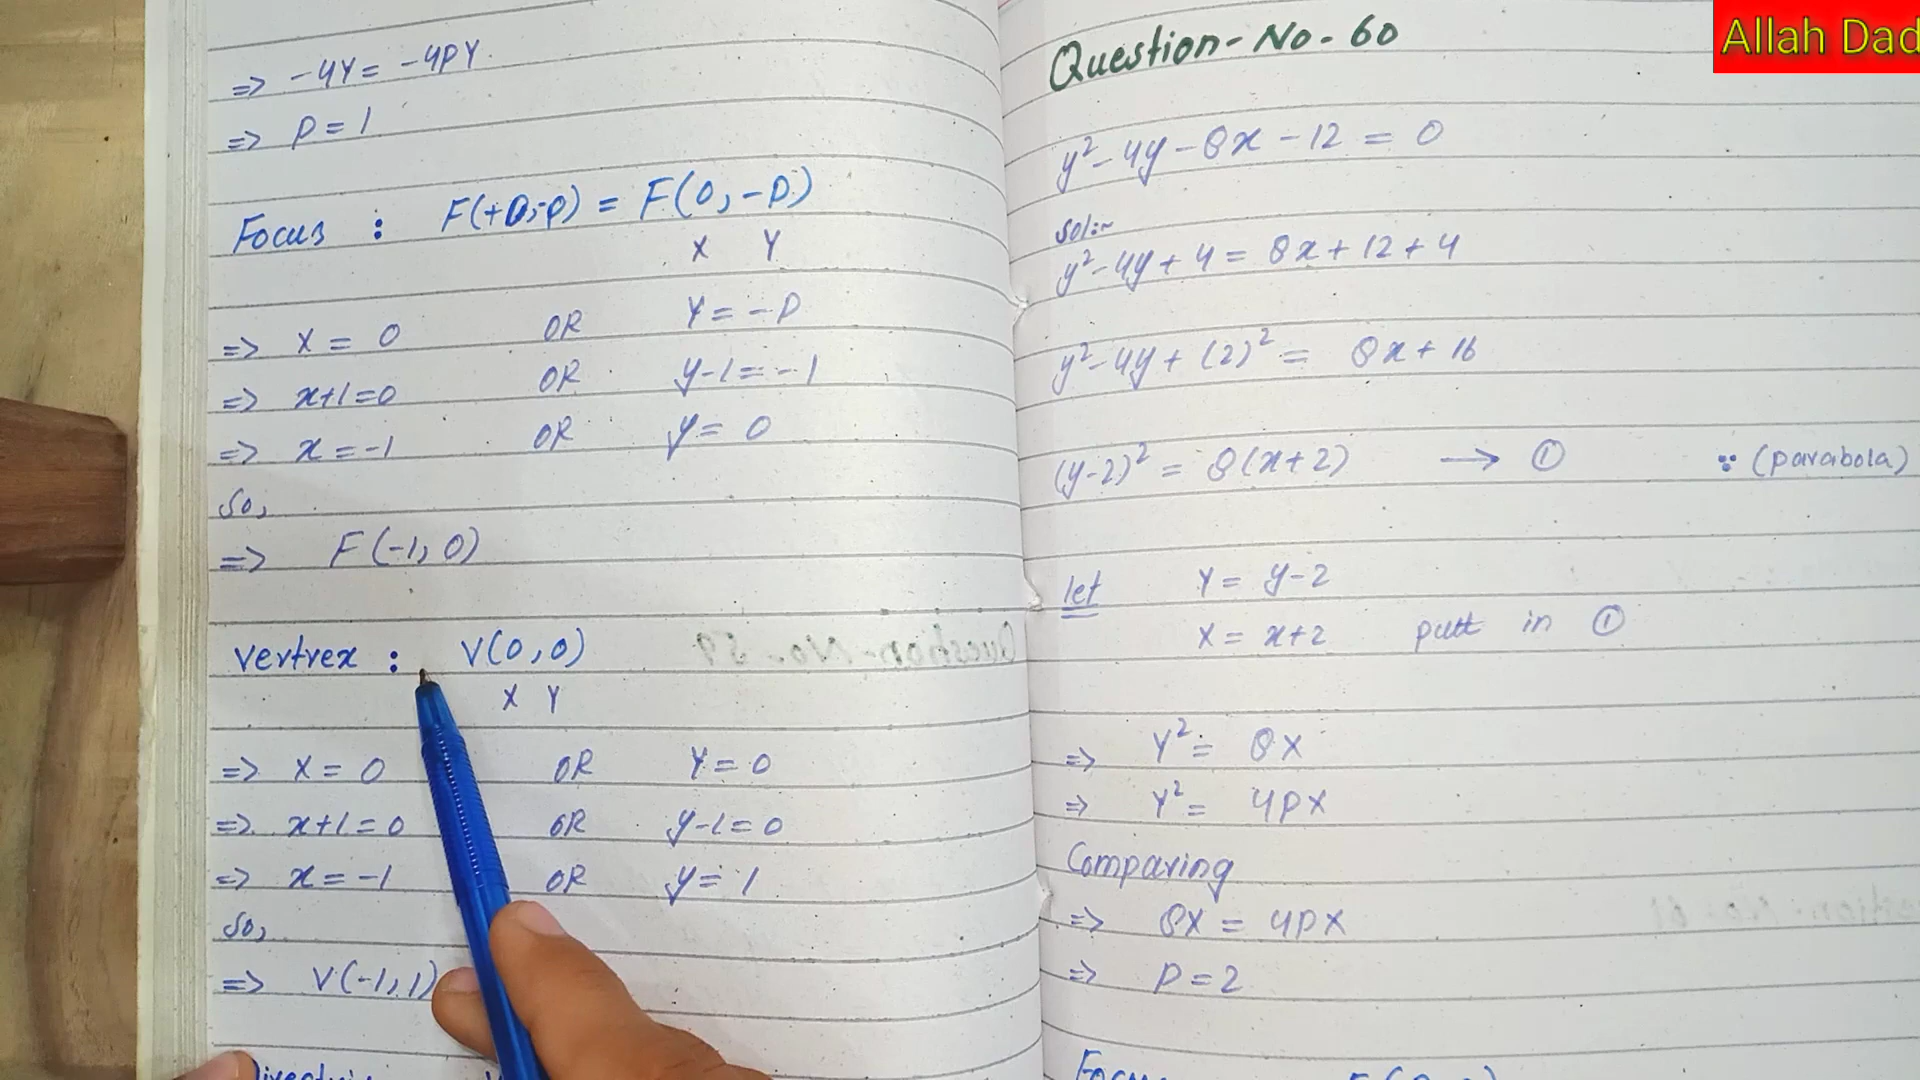 => -4Y = -4PY
=> P = 1
Focus : F(+0,-P) = F(0, -P)
X Y
=> X = 0 OR Y = -P
=> x+1=0 OR y-1=-1
=> x = -1 OR y = 0
So,
=> F(-1, 0)
Vertrex : V(0,0)
X Y
=> X = 0 OR Y = 0
=> x+1=0 OR y-1=0
=> x = -1 OR y = 1
So,
=> V(-1,1)
Question-No-60
y²-4y-8x-12 = 0
Sol:~
y²-4y+4 = 8x+12+4
y²-4y+(2)² = 8x+16
(y-2)² = 8(x+2) → ① ∵ (parabola)
let Y = y-2
X = x+2 putt in ①
=> Y² = 8X
=> Y² = 4PX
Comparing
=> 8X = 4PX
=> P = 2
Allah Dad